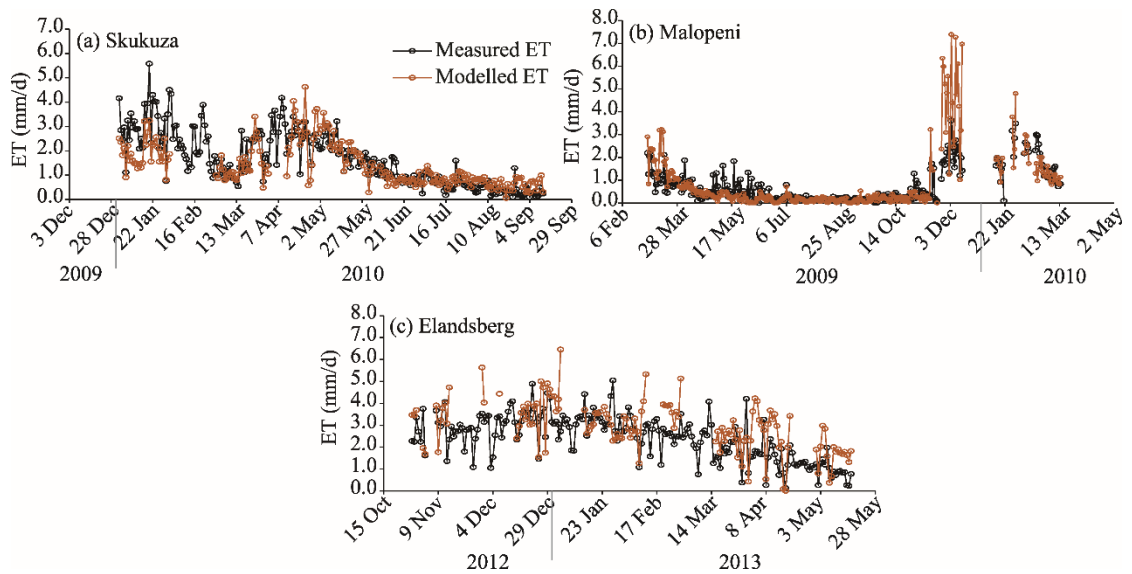 (a) Skukuza
Measured ET
Modelled ET
ET (mm/d)
7.0
6.0
5.0
4.0
3.0
2.0
1.0
0.0
3 Dec
28 Dec
22 Jan
16 Feb
13 Mar
7 Apr
2 May
27 May
21 Jun
16 Jul
10 Aug
4 Sep
29 Sep
2009
2010
(b) Malopeni
ET (mm/d)
8.0
7.0
6.0
5.0
4.0
3.0
2.0
1.0
0.0
6 Feb
28 Mar
17 May
6 Jul
25 Aug
14 Oct
3 Dec
22 Jan
13 Mar
2 May
2009
2010
(c) Elandsberg
ET (mm/d)
8.0
7.0
6.0
5.0
4.0
3.0
2.0
1.0
0.0
15 Oct
9 Nov
4 Dec
29 Dec
23 Jan
17 Feb
14 Mar
8 Apr
3 May
28 May
2012
2013